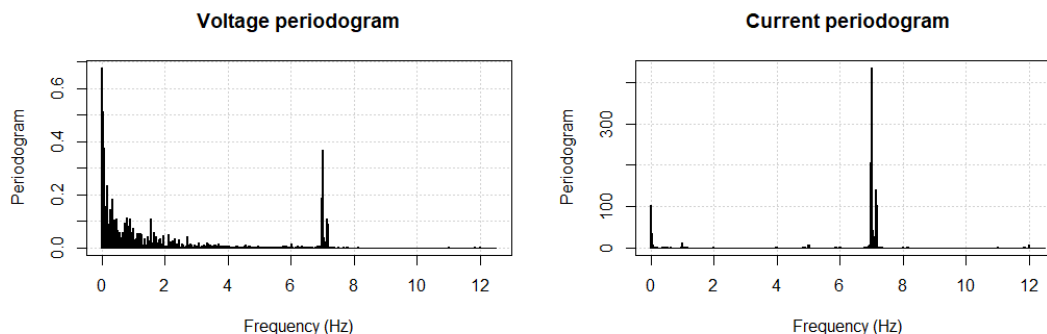 Voltage periodogram
Periodogram
0.0 0.2 0.4 0.6
0 2 4 6 8 10 12
Frequency (Hz)
Current periodogram
Periodogram
0 100 300
0 2 4 6 8 10 12
Frequency (Hz)